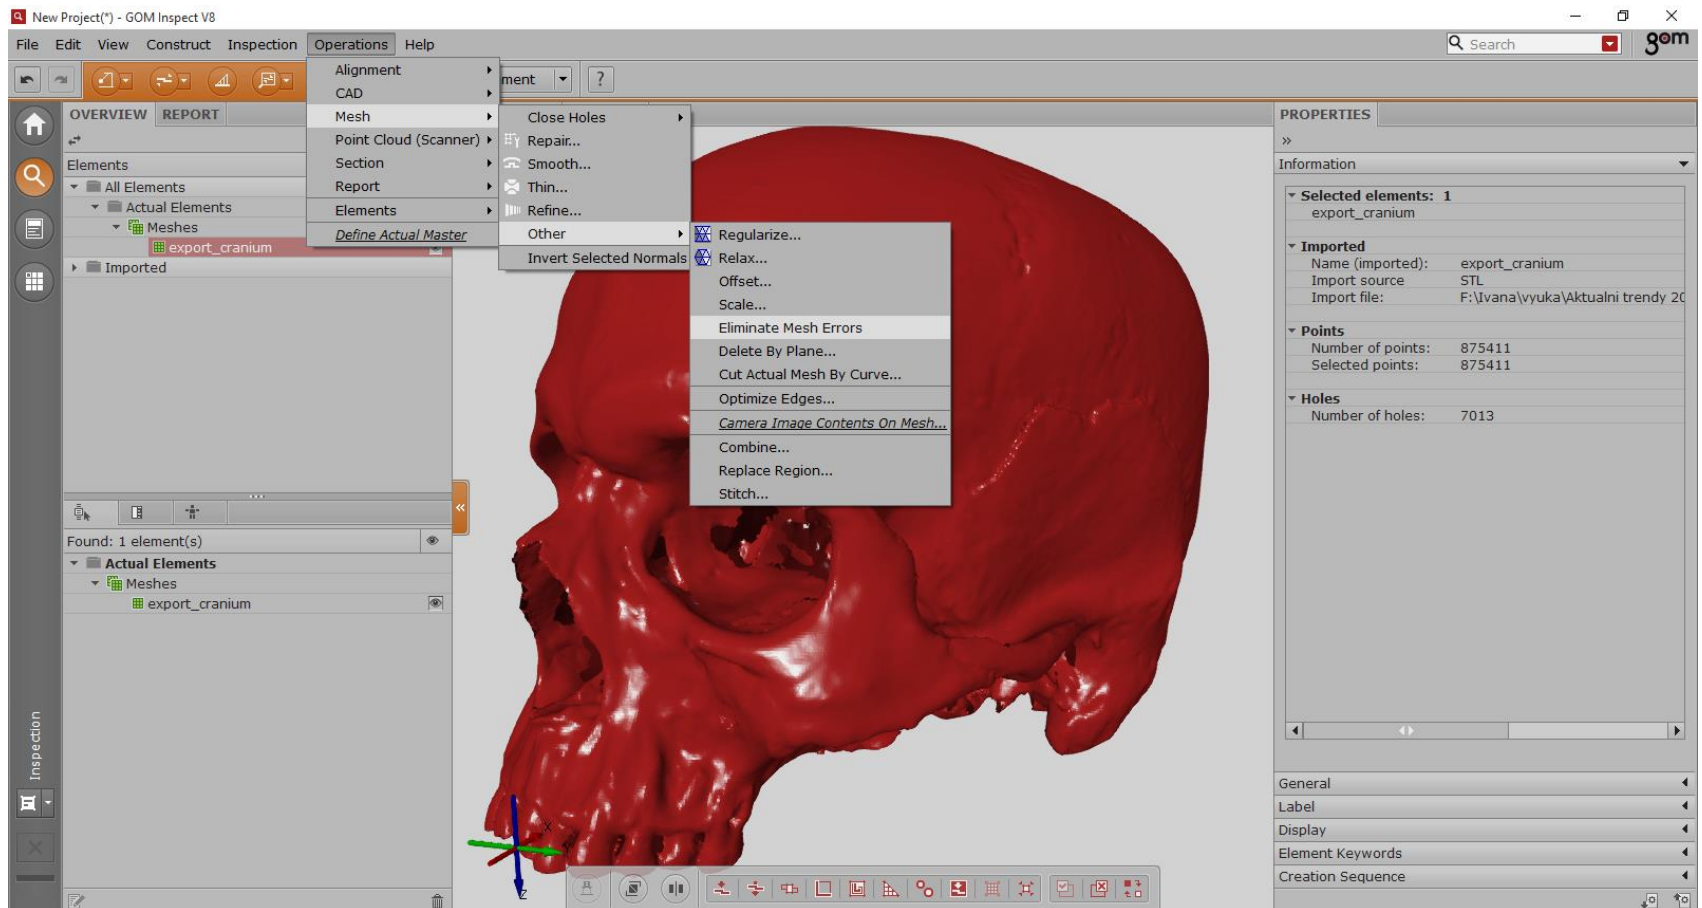 New Project(*) - GOM Inspect V8
File Edit View Construct Inspection Operations Help
Search
gom
ment
?
OVERVIEW REPORT
Elements
All Elements
Actual Elements
Meshes
export_cranium
Imported
Alignment
CAD
Mesh
Point Cloud (Scanner)
Section
Report
Elements
Define Actual Master
Close Holes
Repair...
Smooth...
Thin...
Refine...
Other
Invert Selected Normals
Regularize...
Relax...
Offset...
Scale...
Eliminate Mesh Errors
Delete By Plane...
Cut Actual Mesh By Curve...
Optimize Edges...
Camera Image Contents On Mesh...
Combine...
Replace Region...
Stitch...
Found: 1 element(s)
Actual Elements
Meshes
export_cranium
Inspection
X
Z
PROPERTIES
Information
Selected elements: 1
export_cranium
Imported
Name (imported): export_cranium
Import source STL
Import file: F:\Ivana\vyuka\Aktualni trendy 20
Points
Number of points: 875411
Selected points: 875411
Holes
Number of holes: 7013
General
Label
Display
Element Keywords
Creation Sequence